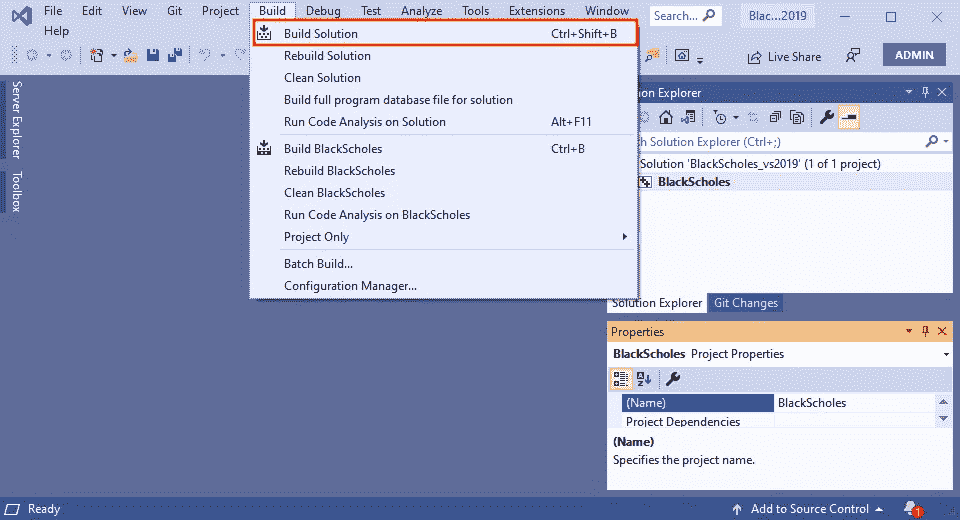 File Edit View Git Project Build Debug Test Analyze Tools Extensions Window
Help
Search...
Blac...2019
Live Share
ADMIN
Server Explorer
Toolbox
Build Solution Ctrl+Shift+B
Rebuild Solution
Clean Solution
Build full program database file for solution
Run Code Analysis on Solution Alt+F11
Build BlackScholes Ctrl+B
Rebuild BlackScholes
Clean BlackScholes
Run Code Analysis on BlackScholes
Project Only
Batch Build...
Configuration Manager...
Explorer
Solution Explorer (Ctrl+;)
Solution 'BlackScholes_vs2019' (1 of 1 project)
BlackScholes
Solution Explorer Git Changes
Properties
BlackScholes Project Properties
(Name) BlackScholes
Project Dependencies
(Name)
Specifies the project name.
Ready
Add to Source Control
1